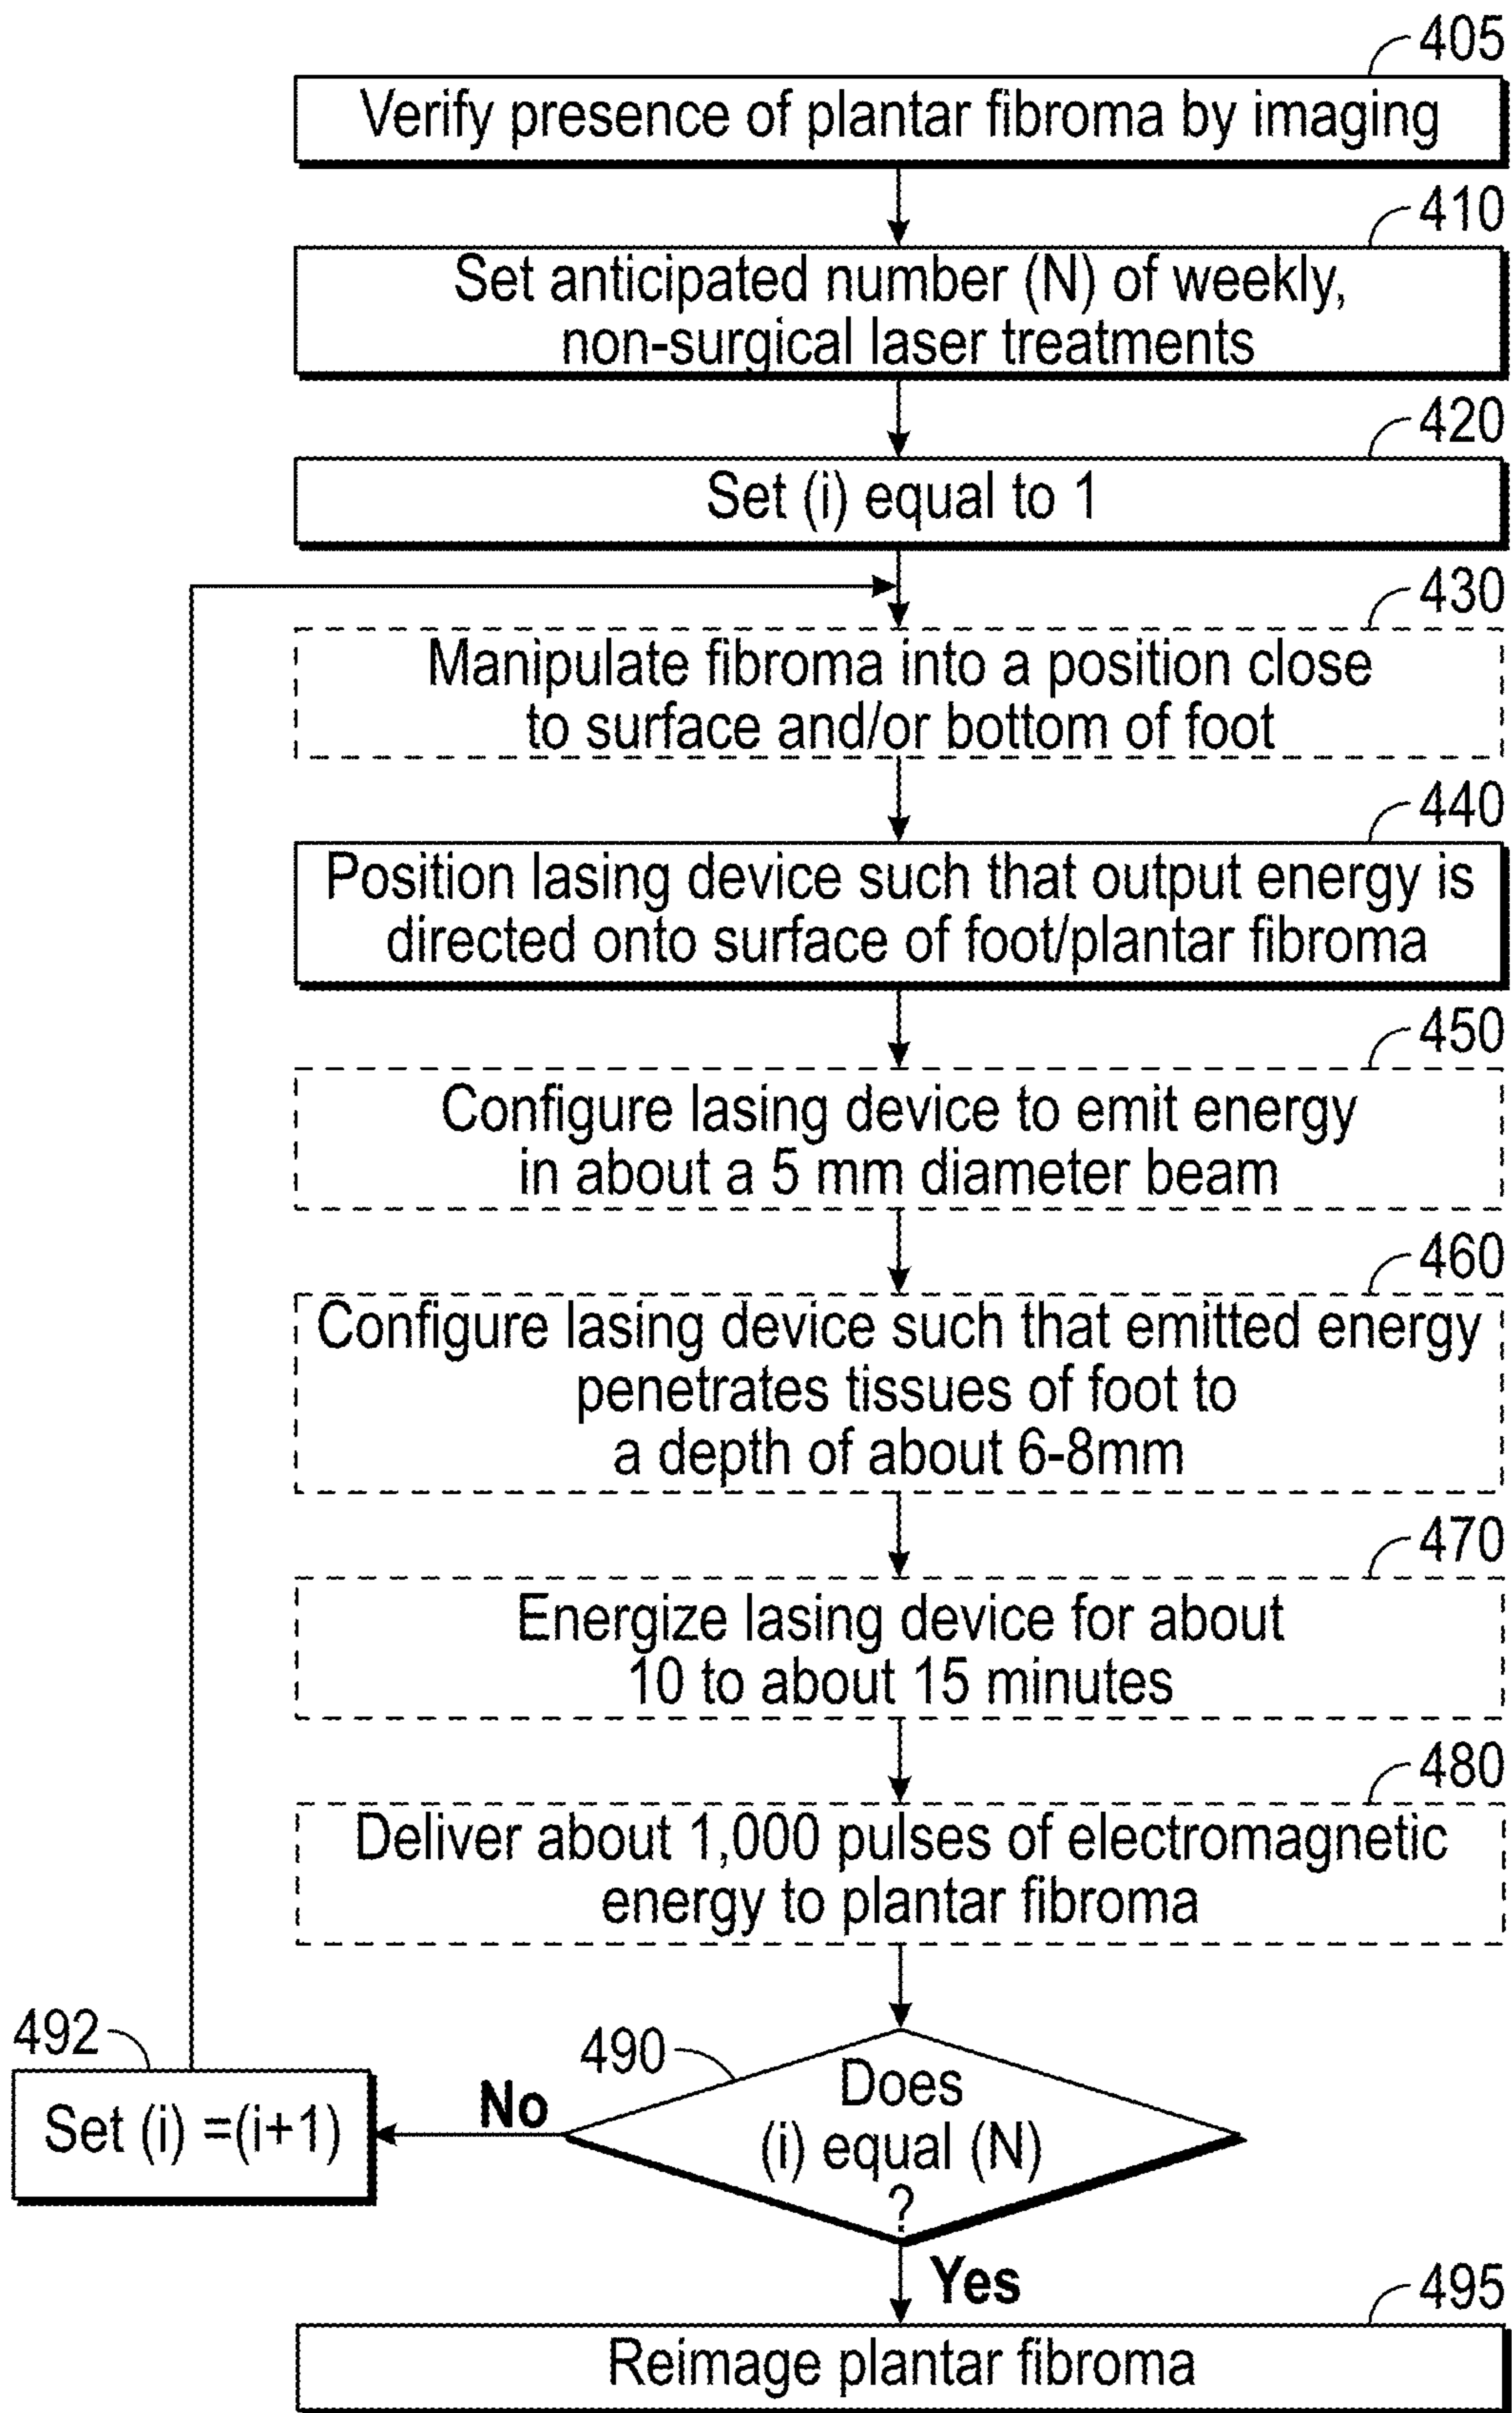 405
Verify presence of plantar fibroma by imaging
410
Set anticipated number (N) of weekly,
non-surgical laser treatments
420
Set (i) equal to 1
430
Manipulate fibroma into a position close
to surface and/or bottom of foot
440
Position lasing device such that output energy is
directed onto surface of foot/plantar fibroma
450
Configure lasing device to emit energy
in about a 5 mm diameter beam
460
Configure lasing device such that emitted energy
penetrates tissues of foot to
a depth of about 6-8mm
470
Energize lasing device for about
10 to about 15 minutes
480
Deliver about 1,000 pulses of electromagnetic
energy to plantar fibroma
490
Does
(i) equal (N)
?
No
492
Set (i) =(i+1)
Yes
495
Reimage plantar fibroma